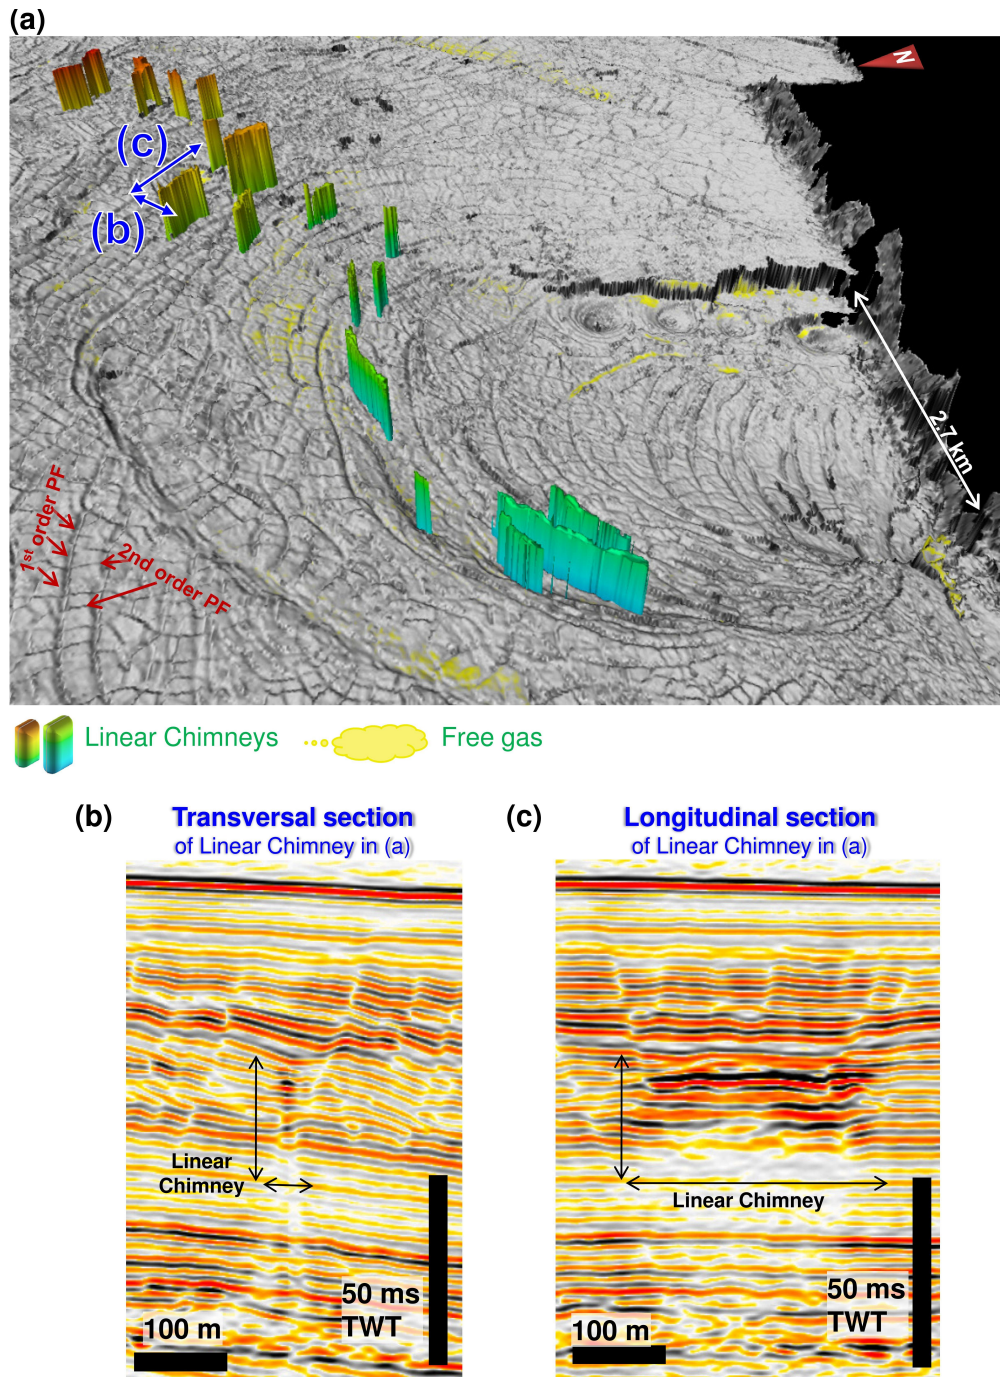 (a)
N
(c)
(b)
2.7 km
1st order PF
2nd order PF
Linear Chimneys
Free gas
(b)
Transversal section
of Linear Chimney in (a)
Linear
Chimney
50 ms
TWT
100 m
(c)
Longitudinal section
of Linear Chimney in (a)
Linear Chimney
50 ms
TWT
100 m